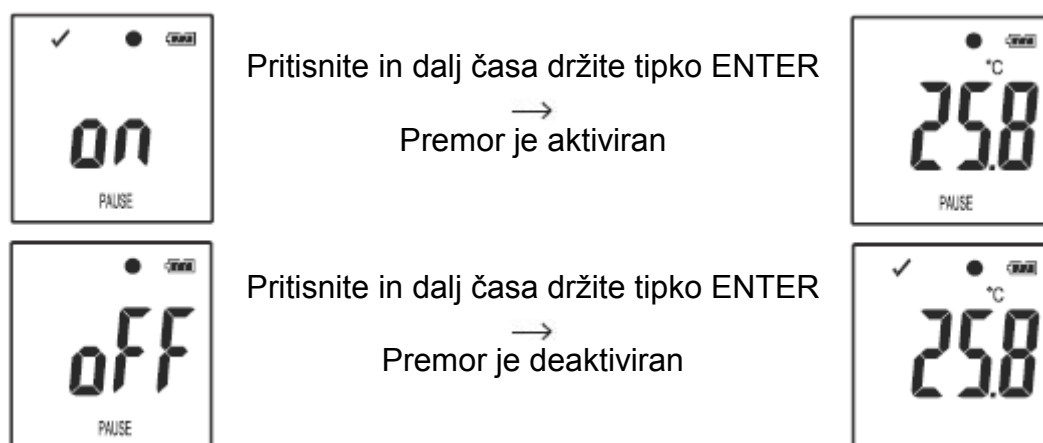 on
PAUSE
Pritisnite in dalj časa držite tipko ENTER
→
Premor je aktiviran
°C
25.8
PAUSE
oFF
PAUSE
Pritisnite in dalj časa držite tipko ENTER
→
Premor je deaktiviran
°C
25.8